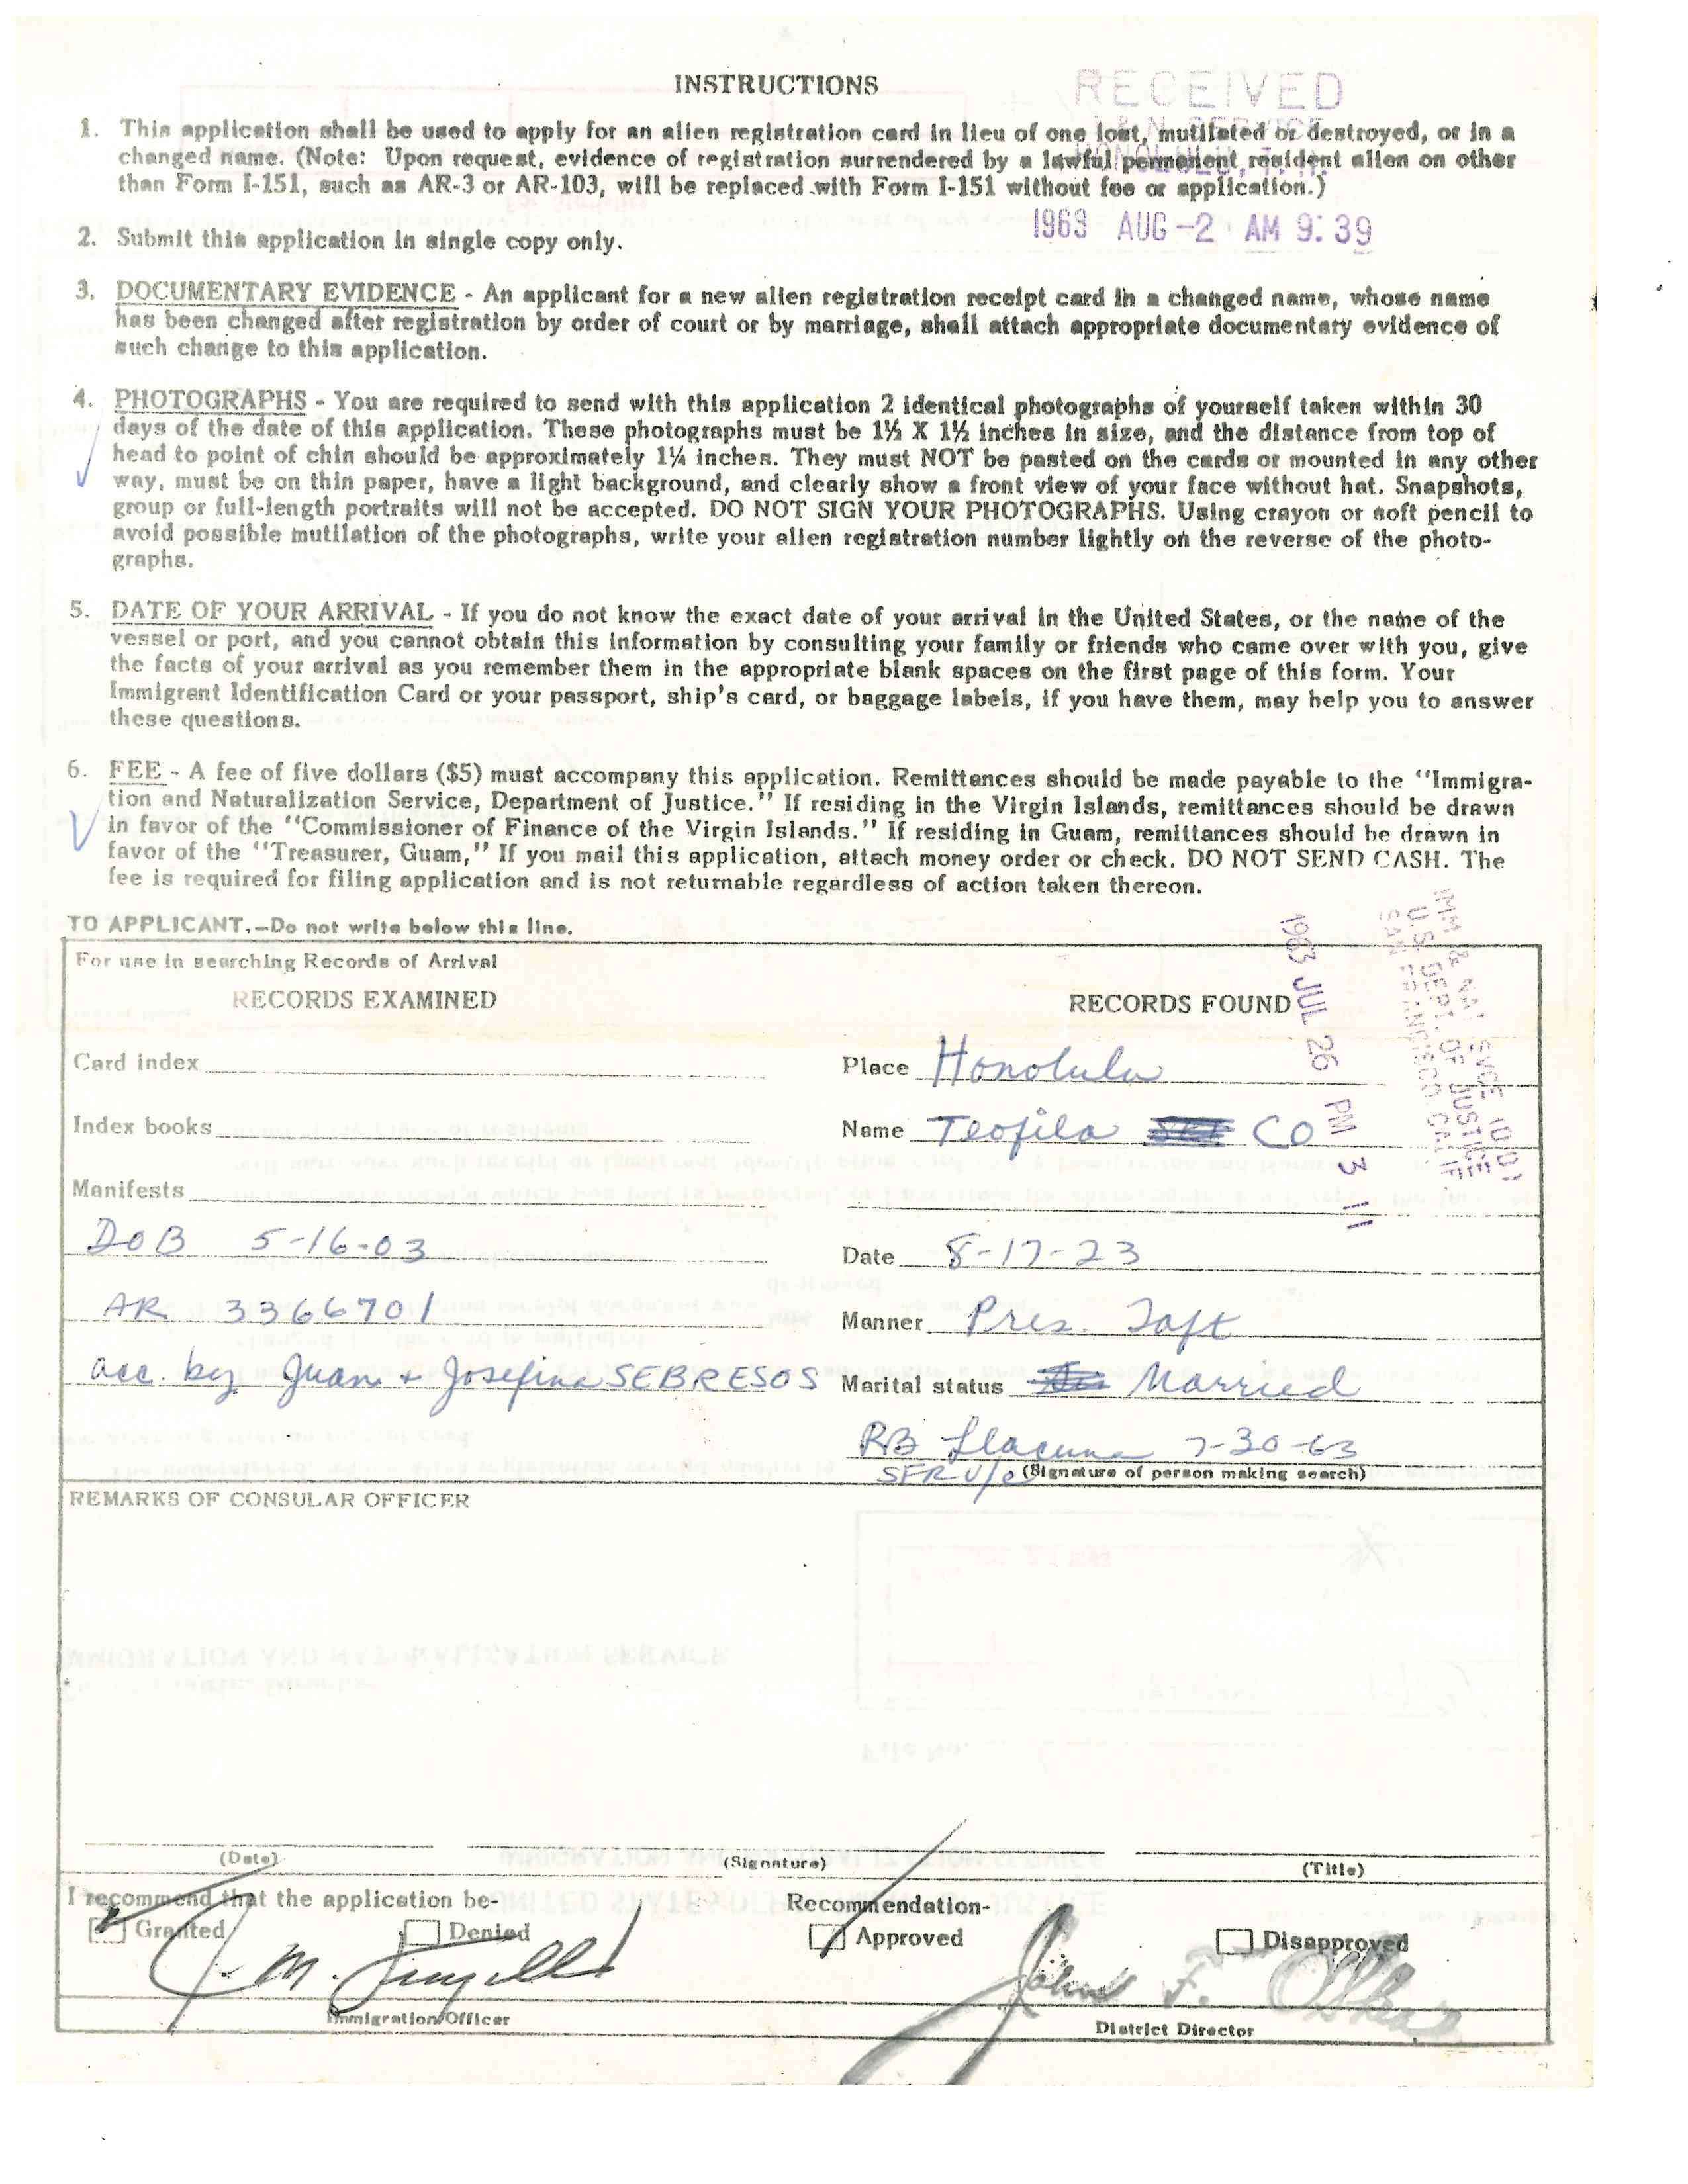 INSTRUCTIONS
RECEIVED
1. This application shall be used to apply for an alien registration card in lieu of one lost, mutilated or destroyed, or in a
changed name. (Note: Upon request, evidence of registration surrendered by a lawful permanent resident alien on other
than Form I-151, such as AR-3 or AR-103, will be replaced with Form I-151 without fee or application.)
1963 AUG -2 AM 9:39
2. Submit this application in single copy only.
3. DOCUMENTARY EVIDENCE - An applicant for a new alien registration receipt card in a changed name, whose name
has been changed after registration by order of court or by marriage, shall attach appropriate documentary evidence of
such change to this application.
4. PHOTOGRAPHS - You are required to send with this application 2 identical photographs of yourself taken within 30
days of the date of this application. These photographs must be 1½ X 1½ inches in size, and the distance from top of
head to point of chin should be approximately 1¼ inches. They must NOT be pasted on the cards or mounted in any other
way, must be on thin paper, have a light background, and clearly show a front view of your face without hat. Snapshots,
group or full-length portraits will not be accepted. DO NOT SIGN YOUR PHOTOGRAPHS. Using crayon or soft pencil to
avoid possible mutilation of the photographs, write your alien registration number lightly on the reverse of the photo-
graphs.
5. DATE OF YOUR ARRIVAL - If you do not know the exact date of your arrival in the United States, or the name of the
vessel or port, and you cannot obtain this information by consulting your family or friends who came over with you, give
the facts of your arrival as you remember them in the appropriate blank spaces on the first page of this form. Your
Immigrant Identification Card or your passport, ship's card, or baggage labels, if you have them, may help you to answer
these questions.
6. FEE - A fee of five dollars ($5) must accompany this application. Remittances should be made payable to the "Immigra-
tion and Naturalization Service, Department of Justice." If residing in the Virgin Islands, remittances should be drawn
in favor of the "Commissioner of Finance of the Virgin Islands." If residing in Guam, remittances should be drawn in
favor of the "Treasurer, Guam," If you mail this application, attach money order or check. DO NOT SEND CASH. The
fee is required for filing application and is not returnable regardless of action taken thereon.
TO APPLICANT.—Do not write below this line.
IMM & NAT SVCE
U.S. DEPT. OF JUSTICE
SAN FRANCISCO CALIF.
1963 JUL 26 PM 3 11
For use in searching Records of Arrival
RECORDS EXAMINED RECORDS FOUND
Card index Place Honolulu
Index books Name Teofila CO
Manifests
DOB 5-16-03 Date 8-17-23
AR 3366701 Manner Pres. Taft
acc. by Juan + Josefina SEBRESOS Marital status Married
RB Llacuna 7-30-63
SFR (Signature of person making search)
REMARKS OF CONSULAR OFFICER
(Date) (Signature) (Title)
I recommend that the application be- Recommendation-
Granted Denied Approved Disapproved
J. M. John F.
Immigration Officer District Director